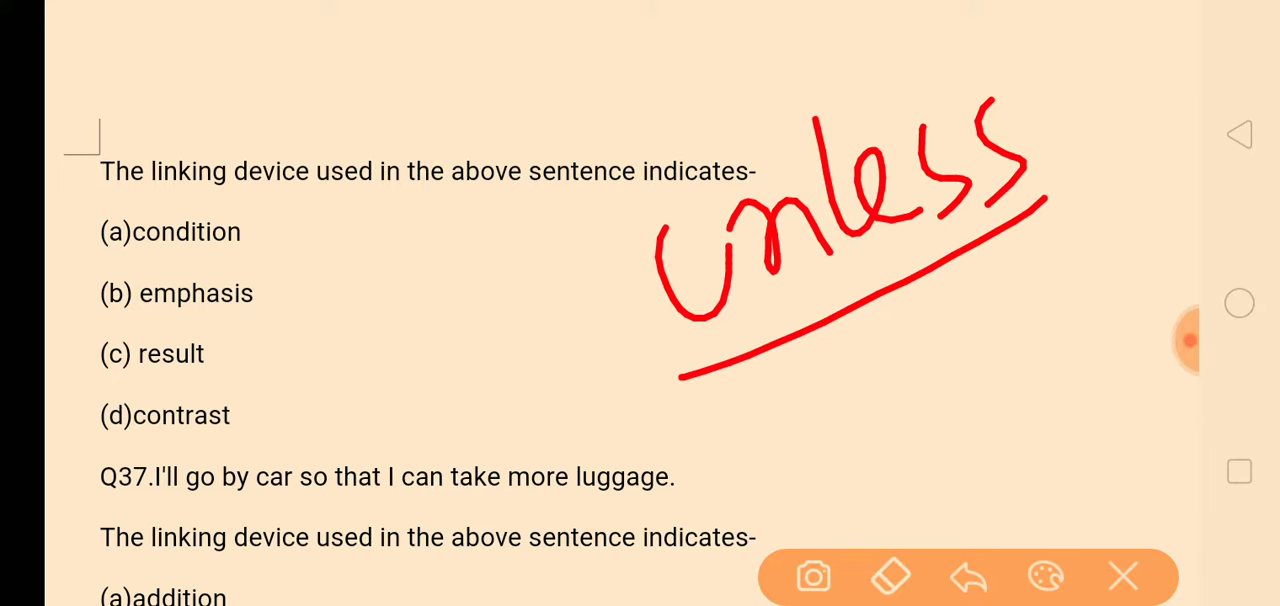 The linking device used in the above sentence indicates-
unless
(a)condition
(b) emphasis
(c) result
(d)contrast
Q37.I'll go by car so that I can take more luggage.
The linking device used in the above sentence indicates-
(a)addition